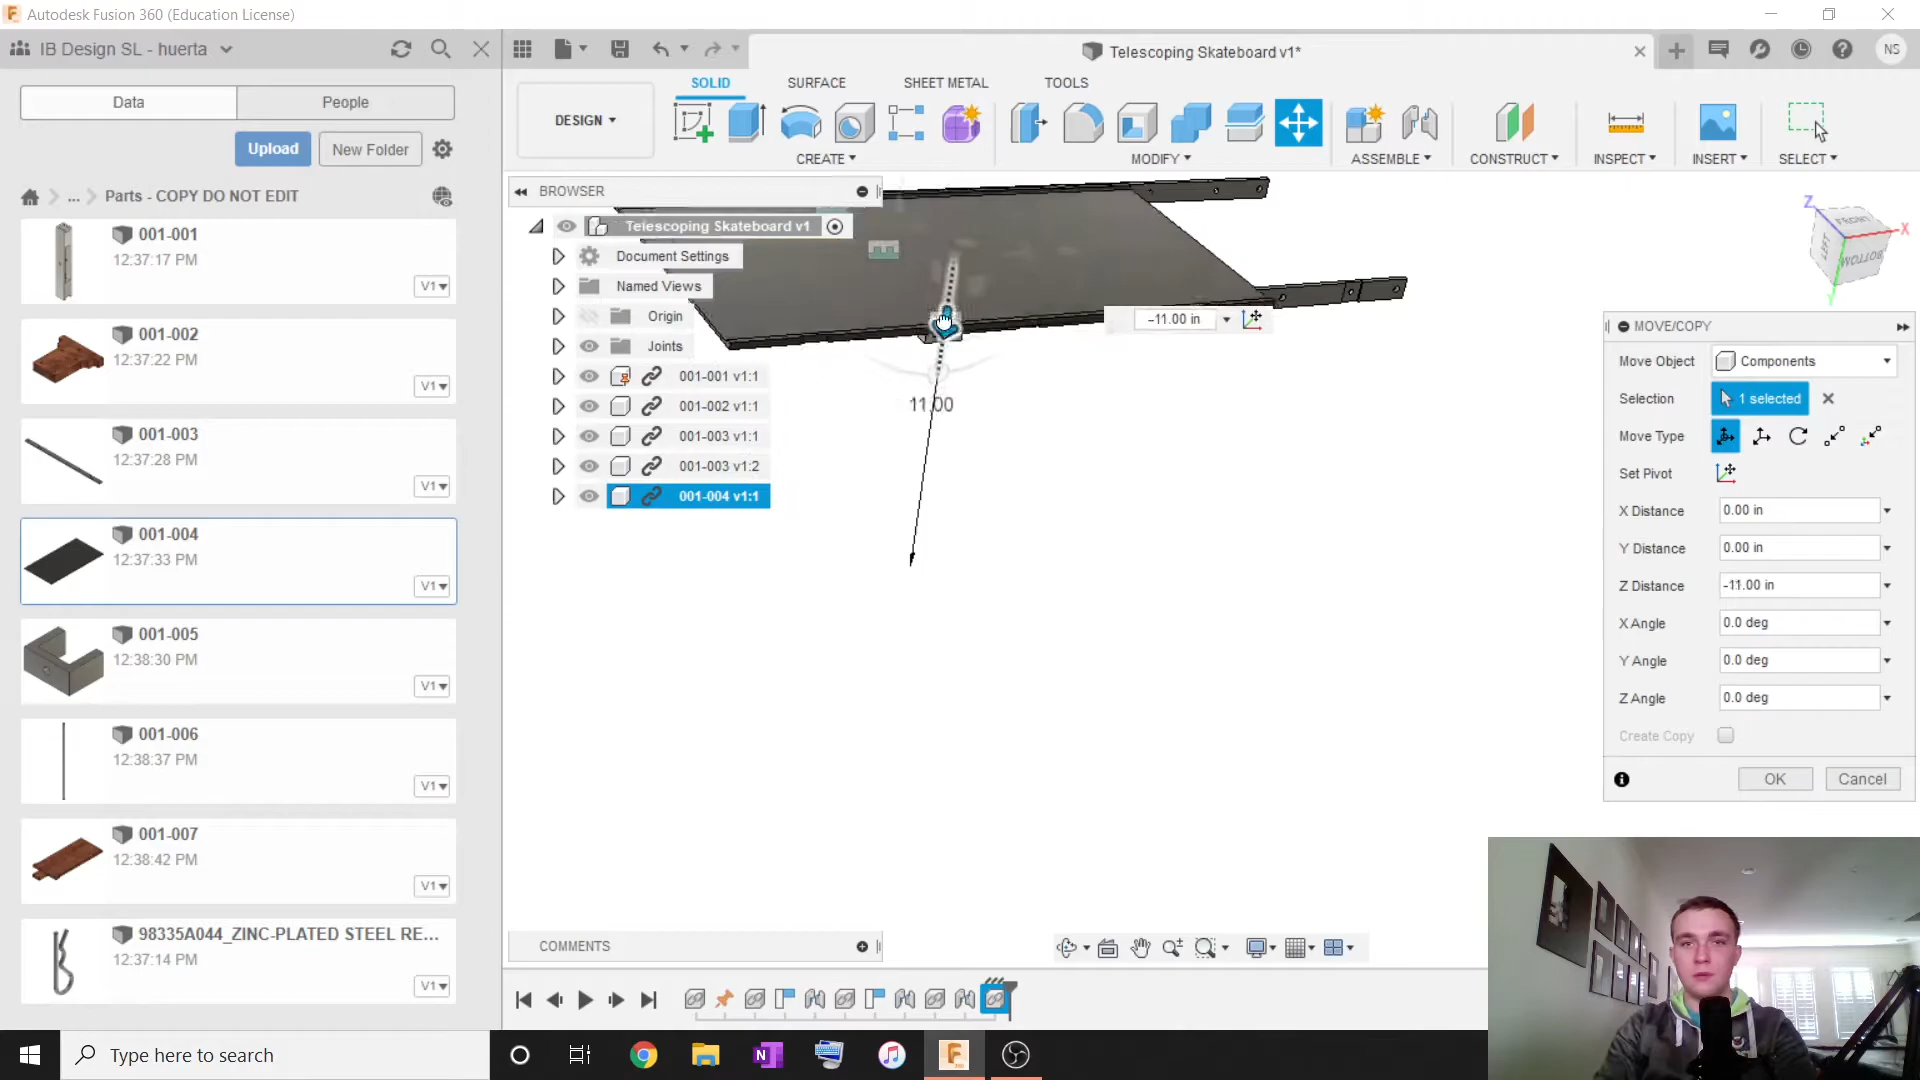 Autodesk Fusion 360 (Education License)
IB Design SL - huerta
Telescoping Skateboard v1*
NS
Data
People
Upload
New Folder
... Parts - COPY DO NOT EDIT
001-001
12:37:17 PM
V1
001-002
12:37:22 PM
V1
001-003
12:37:28 PM
V1
001-004
12:37:33 PM
V1
001-005
12:38:30 PM
V1
001-006
12:38:37 PM
V1
001-007
12:38:42 PM
V1
98335A044_ZINC-PLATED STEEL RE...
12:37:14 PM
V1
SOLID
SURFACE
SHEET METAL
TOOLS
DESIGN
CREATE
MODIFY
ASSEMBLE
CONSTRUCT
INSPECT
INSERT
SELECT
BROWSER
Telescoping Skateboard v1
Document Settings
Named Views
Origin
Joints
001-001 v1:1
001-002 v1:1
001-003 v1:1
001-003 v1:2
001-004 v1:1
-11.00 in
11.00
Z
X
Y
FRONT
LEFT
BOTTOM
MOVE/COPY
Move Object Components
Selection 1 selected
Move Type
Set Pivot
X Distance 0.00 in
Y Distance 0.00 in
Z Distance -11.00 in
X Angle 0.0 deg
Y Angle 0.0 deg
Z Angle 0.0 deg
Create Copy
OK Cancel
COMMENTS
Type here to search